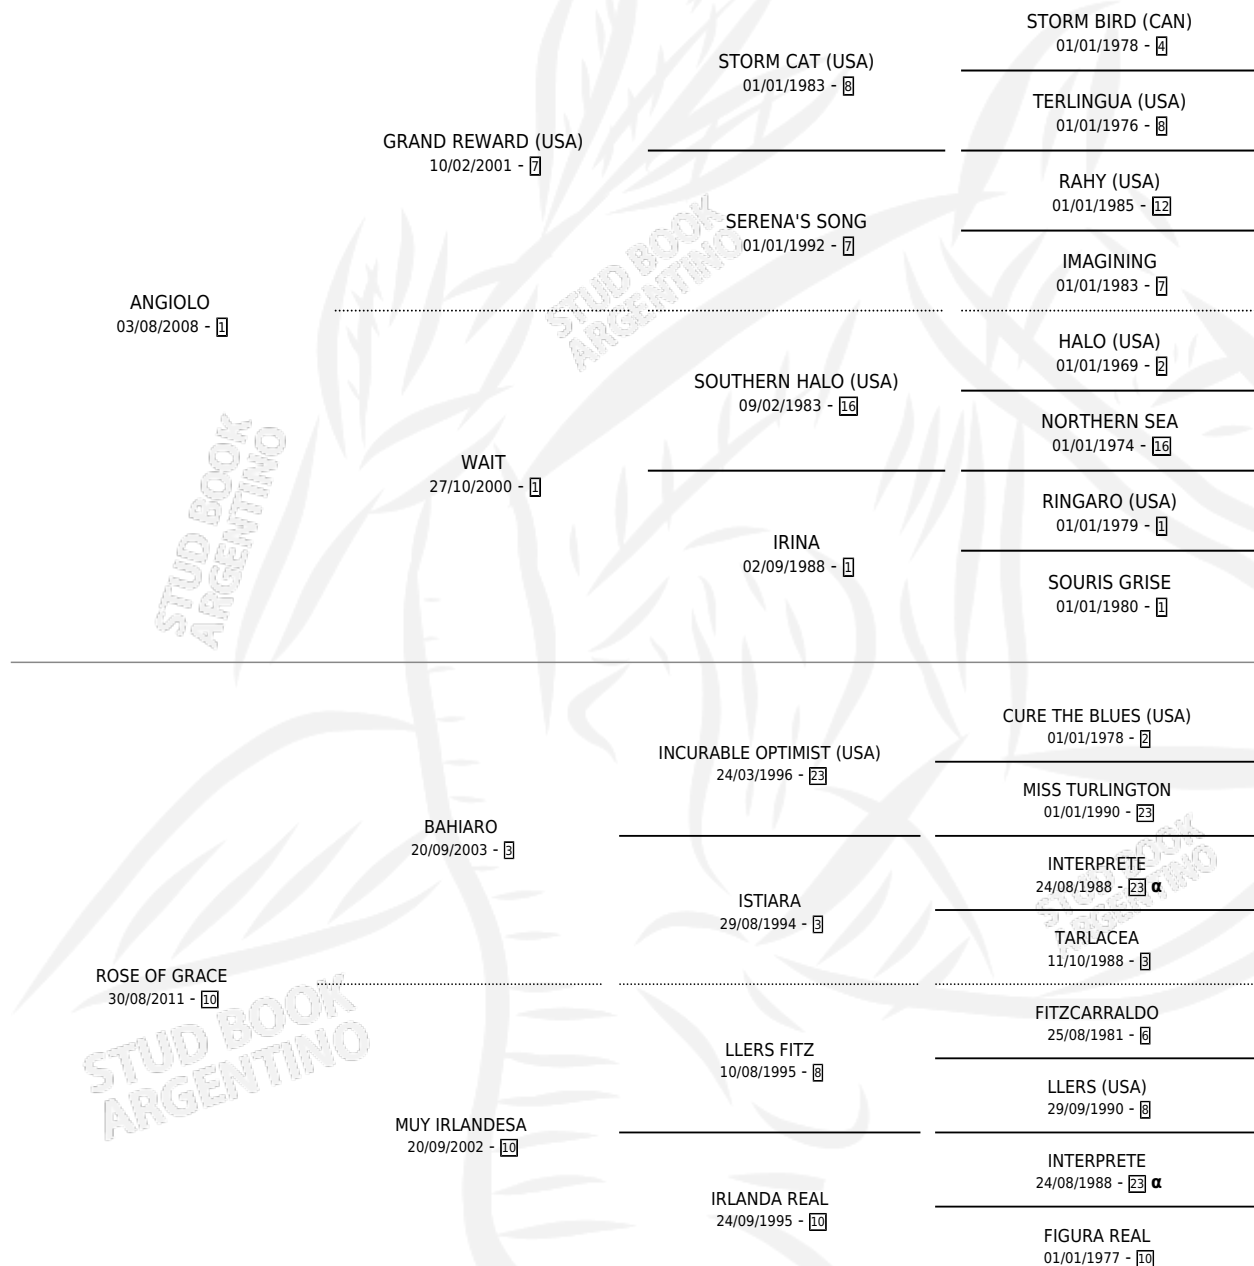 STORM BIRD (CAN)
01/01/1978 - 4
STORM CAT (USA)
01/01/1983 - 8
TERLINGUA (USA)
01/01/1976 - 8
GRAND REWARD (USA)
10/02/2001 - 7
RAHY (USA)
01/01/1985 - 12
SERENA'S SONG
01/01/1992 - 7
IMAGINING
01/01/1983 - 7
ANGIOLO
03/08/2008 - 1
HALO (USA)
01/01/1969 - 2
SOUTHERN HALO (USA)
09/02/1983 - 16
NORTHERN SEA
01/01/1974 - 16
WAIT
27/10/2000 - 1
RINGARO (USA)
01/01/1979 - 1
IRINA
02/09/1988 - 1
SOURIS GRISE
01/01/1980 - 1
STUD BOOK
ARGENTINO
STUD BOOK
ARGENTINO
CURE THE BLUES (USA)
01/01/1978 - 2
INCURABLE OPTIMIST (USA)
24/03/1996 - 23
MISS TURLINGTON
01/01/1990 - 23
BAHIARO
20/09/2003 - 3
INTERPRETE
24/08/1988 - 23 α
ISTIARA
29/08/1994 - 3
TARLACEA
11/10/1988 - 3
ROSE OF GRACE
30/08/2011 - 10
FITZCARRALDO
25/08/1981 - 6
LLERS FITZ
10/08/1995 - 8
LLERS (USA)
29/09/1990 - 8
MUY IRLANDESA
20/09/2002 - 10
INTERPRETE
24/08/1988 - 23 α
IRLANDA REAL
24/09/1995 - 10
FIGURA REAL
01/01/1977 - 10
STUD BOOK
ARGENTINO
STUD BOOK
ARGENTINO